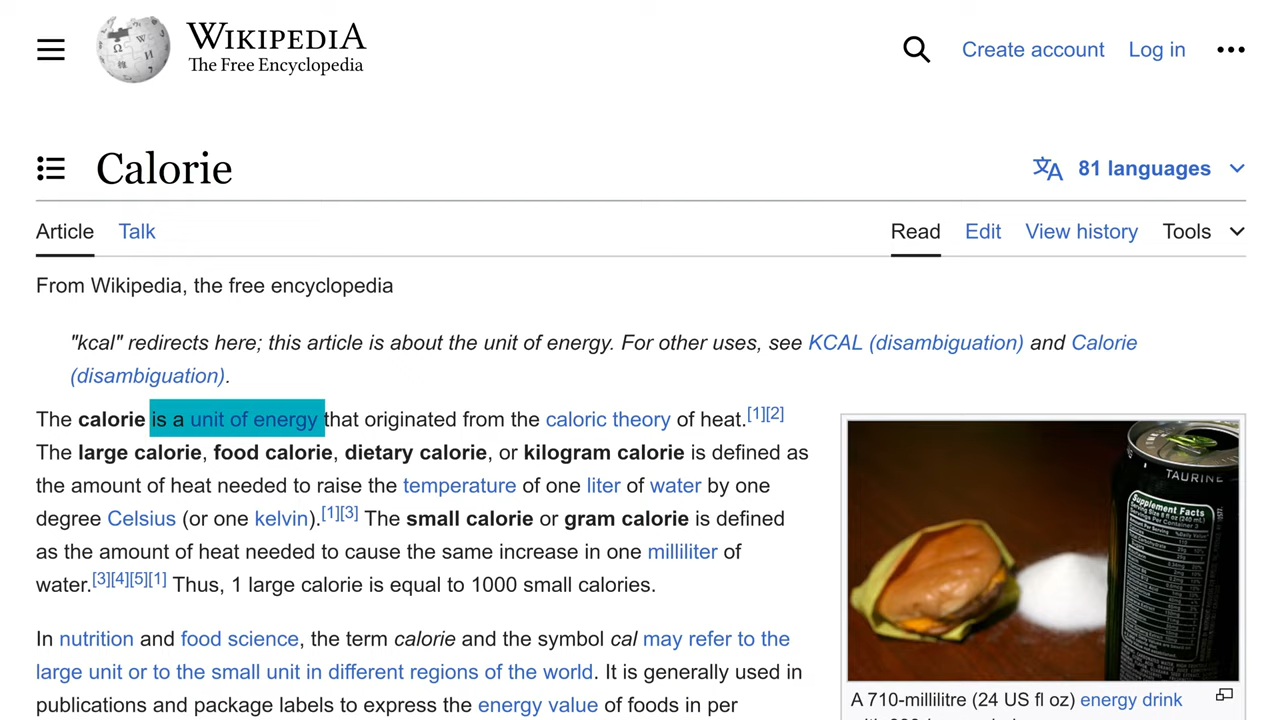 WIKIPEDIA
The Free Encyclopedia
Create account Log in
Calorie
81 languages
Article Talk
Read Edit View history Tools
From Wikipedia, the free encyclopedia
"kcal" redirects here; this article is about the unit of energy. For other uses, see KCAL (disambiguation) and Calorie
(disambiguation).
The calorie is a unit of energy that originated from the caloric theory of heat.[1][2]
The large calorie, food calorie, dietary calorie, or kilogram calorie is defined as
the amount of heat needed to raise the temperature of one liter of water by one
degree Celsius (or one kelvin).[1][3] The small calorie or gram calorie is defined
as the amount of heat needed to cause the same increase in one milliliter of
water.[3][4][5][1] Thus, 1 large calorie is equal to 1000 small calories.
In nutrition and food science, the term calorie and the symbol cal may refer to the
large unit or to the small unit in different regions of the world. It is generally used in
publications and package labels to express the energy value of foods in per
TAURINE
Supplement Facts
A 710-millilitre (24 US fl oz) energy drink